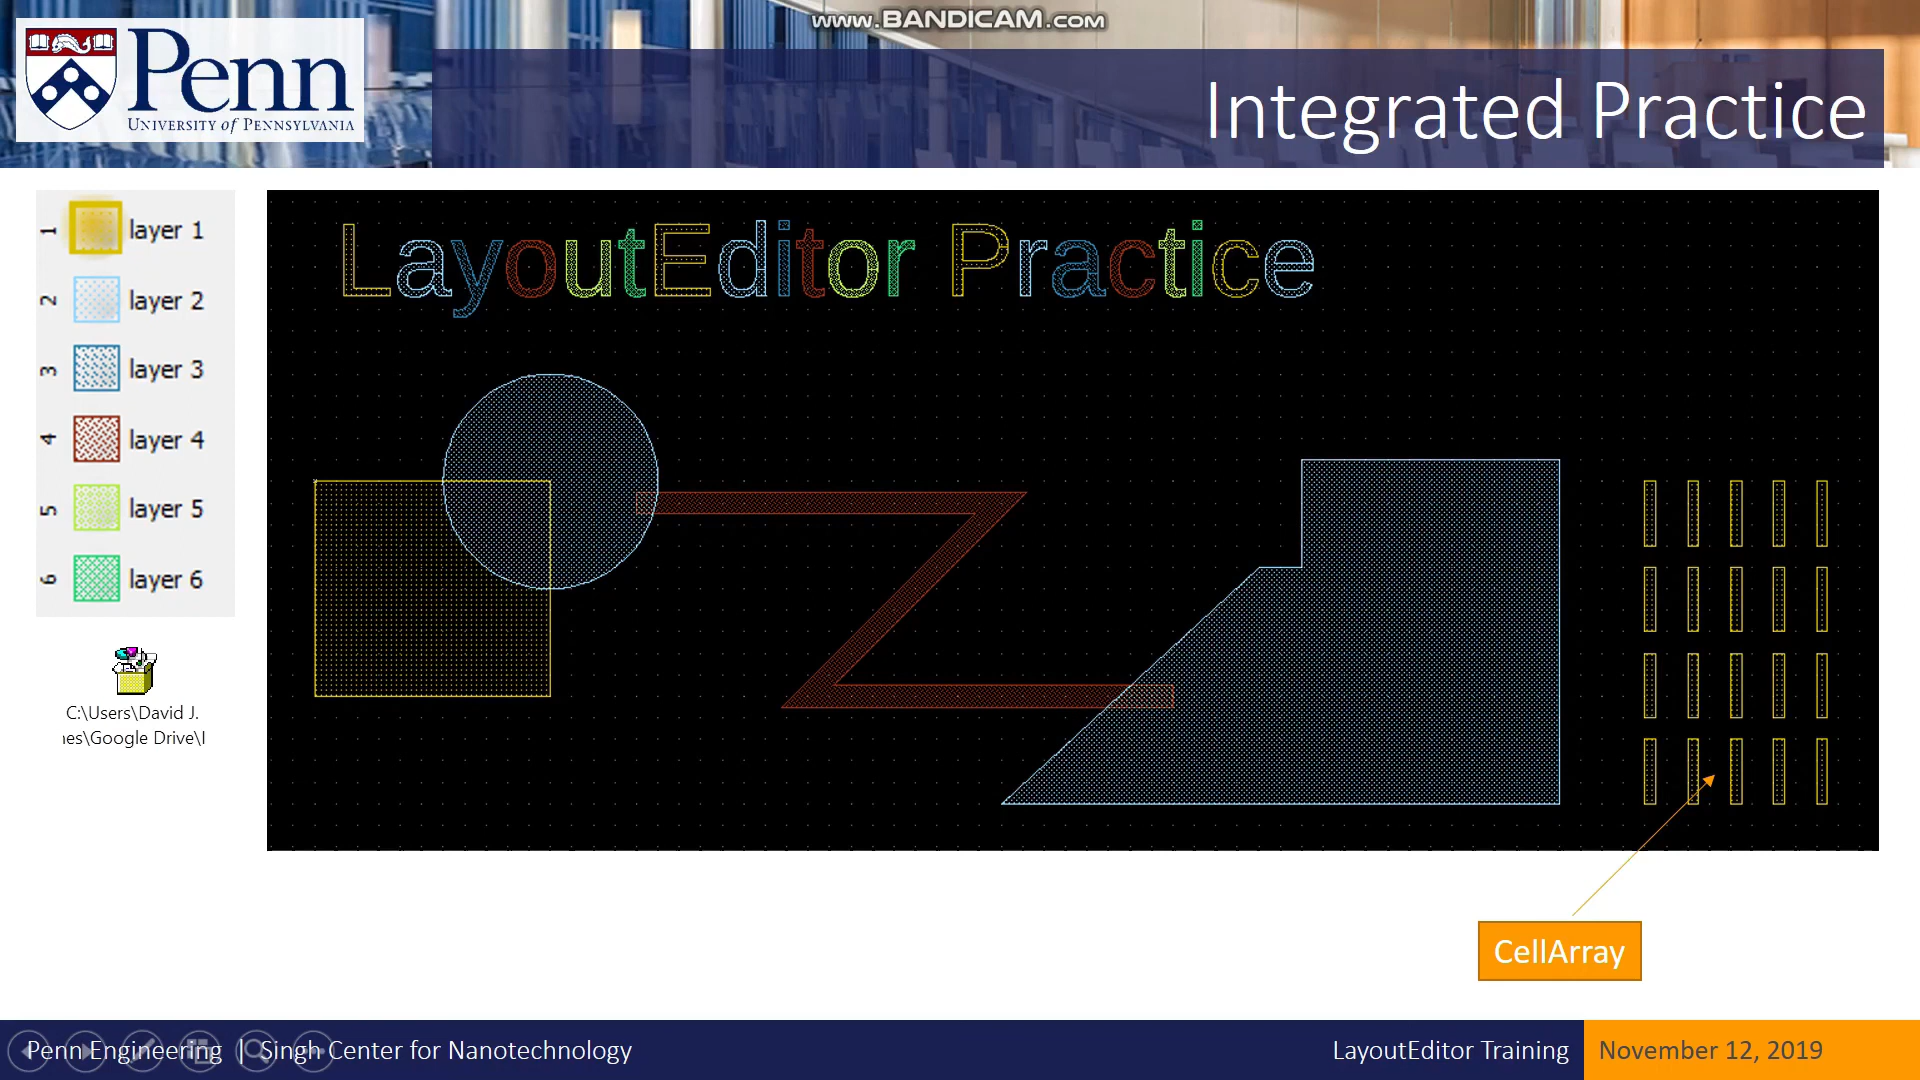 www.BANDICAM.com
Penn
UNIVERSITY of PENNSYLVANIA
Integrated Practice
1 layer 1
2 layer 2
3 layer 3
4 layer 4
5 layer 5
6 layer 6
C:\Users\David J.
nes\Google Drive\I
LayoutEditor Practice
CellArray
Penn Engineering | Singh Center for Nanotechnology
LayoutEditor Training
November 12, 2019